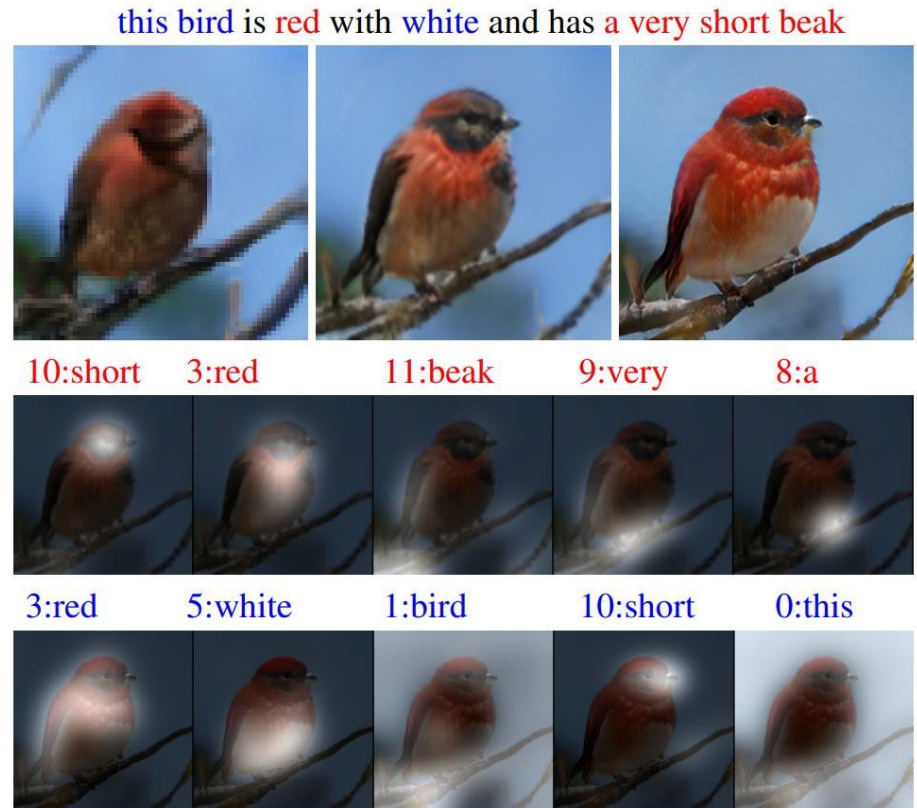 this bird is red with white and has a very short beak
10:short 3:red 11:beak 9:very 8:a
3:red 5:white 1:bird 10:short 0:this